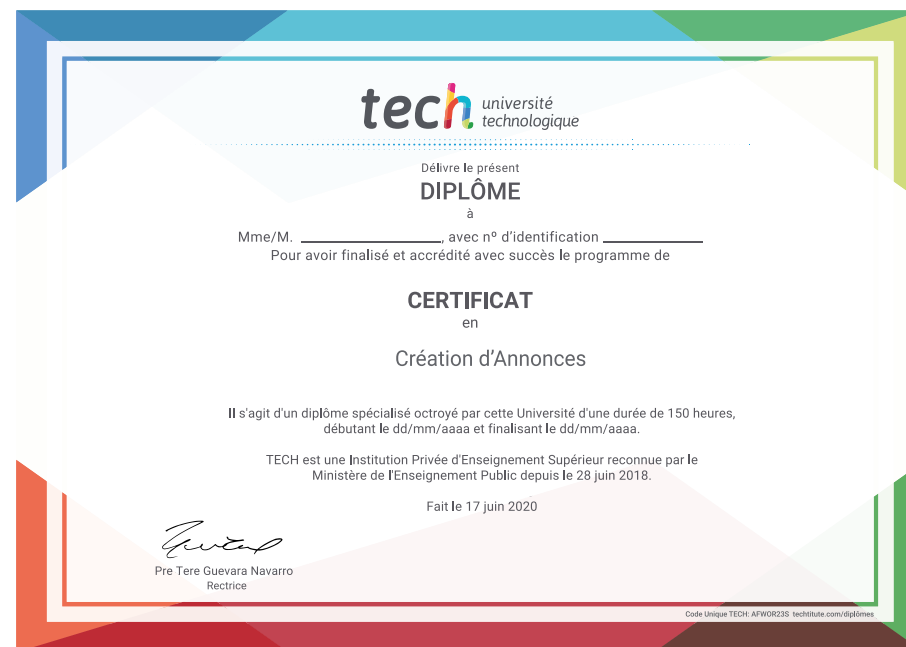 tech université
technologique
Délivre le présent
DIPLÔME
à
Mme/M. ____________________, avec nº d'identification ______________
Pour avoir finalisé et accrédité avec succès le programme de
CERTIFICAT
en
Création d'Annonces
Il s'agit d'un diplôme spécialisé octroyé par cette Université d'une durée de 150 heures,
débutant le dd/mm/aaaa et finalisant le dd/mm/aaaa.
TECH est une Institution Privée d'Enseignement Supérieur reconnue par le
Ministère de l'Enseignement Public depuis le 28 juin 2018.
Fait le 17 juin 2020
Pre Tere Guevara Navarro
Rectrice
Code Unique TECH: AFWOR23S techtitute.com/diplômes